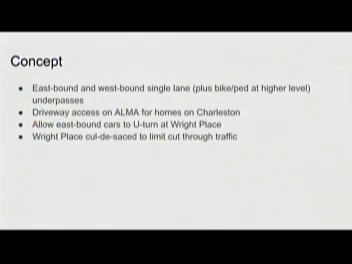 Concept
● East-bound and west-bound single lane (plus bike/ped at higher level)
underpasses
● Driveway access on ALMA for homes on Charleston
● Allow east-bound cars to U-turn at Wright Place
● Wright Place cul-de-saced to limit cut through traffic